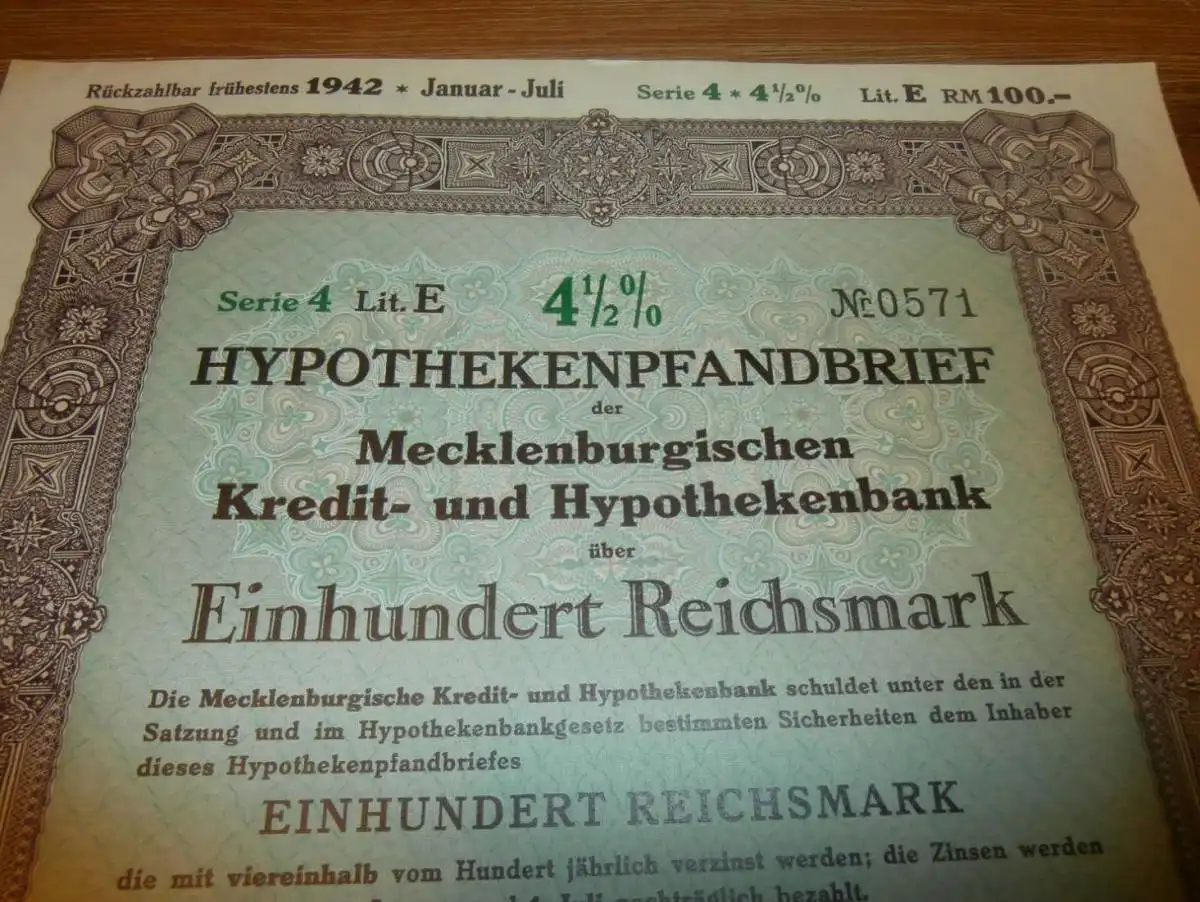 Rückzahlbar frühestens 1942 * Januar - Juli Serie 4 * 4½% Lit. E RM 100.-
Serie 4 Lit. E 4½% № 0571
HYPOTHEKENPFANDBRIEF
der
Mecklenburgischen
Kredit- und Hypothekenbank
über
Einhundert Reichsmark
Die Mecklenburgische Kredit- und Hypothekenbank schuldet unter den in der
Satzung und im Hypothekenbankgesetz bestimmten Sicherheiten dem Inhaber
dieses Hypothekenpfandbriefes
EINHUNDERT REICHSMARK
die mit viereinhalb vom Hundert jährlich verzinst werden; die Zinsen werden
Juli nachträglich bezahlt.